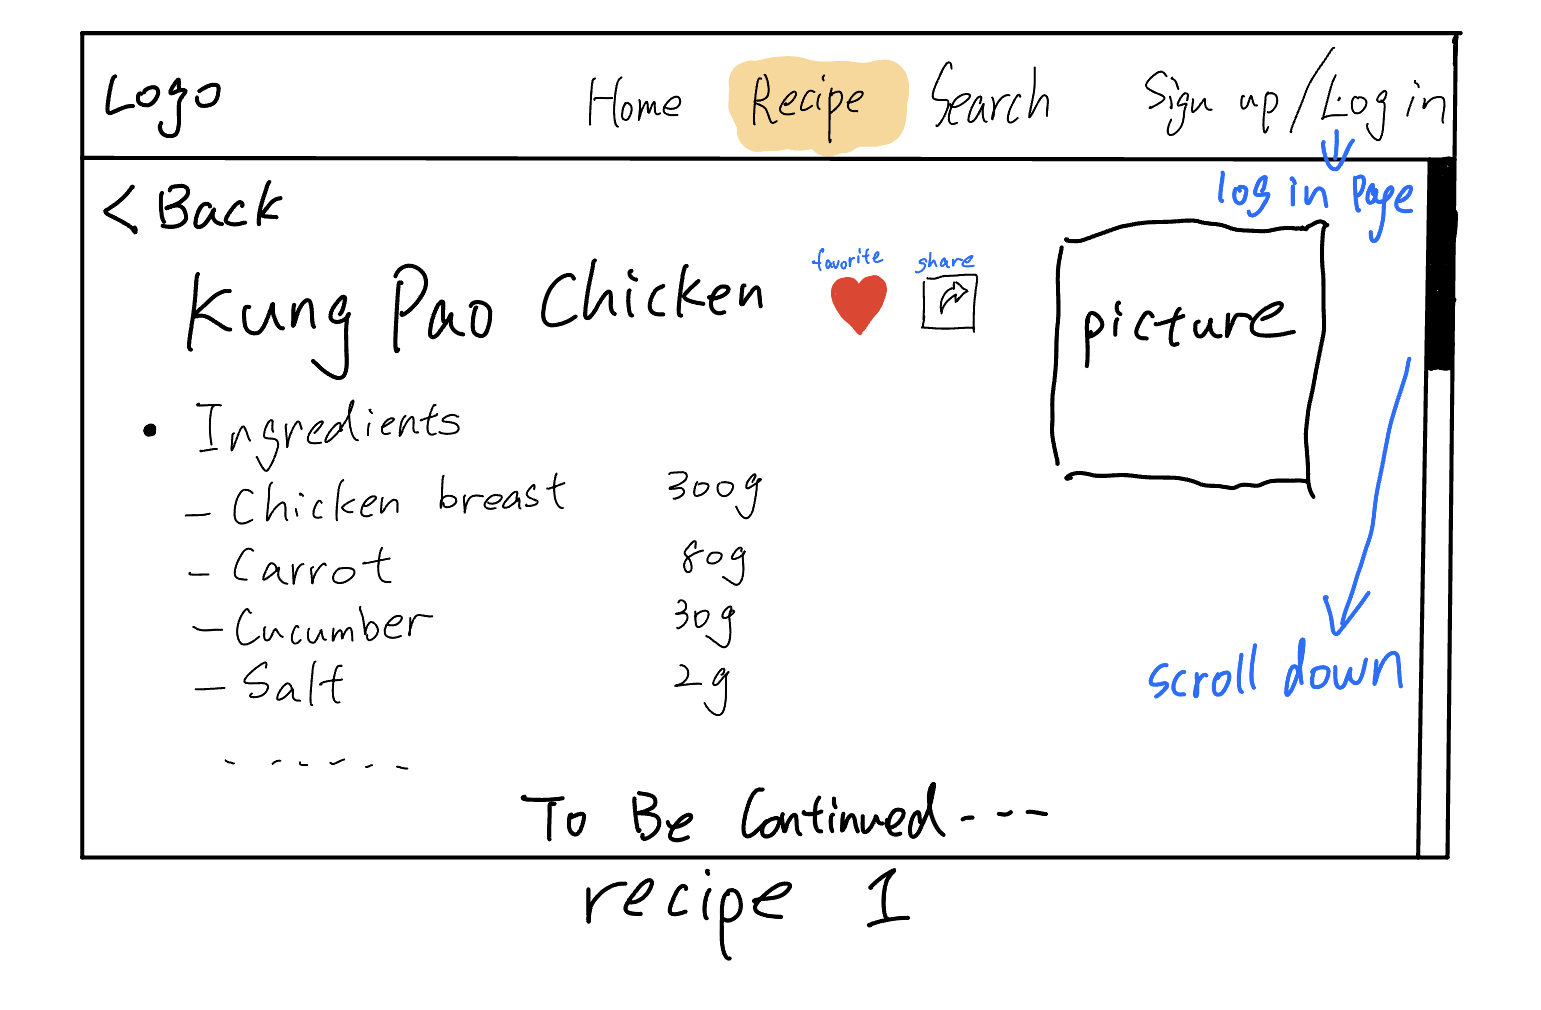 Logo Home Recipe Search Sign up / Log in
log in page
< Back
favorite share
Kung Pao Chicken
picture
• Ingredients
- Chicken breast 300g
- Carrot 80g
- Cucumber 30g
- Salt 2g
------
scroll down
To Be Continued---
recipe 1